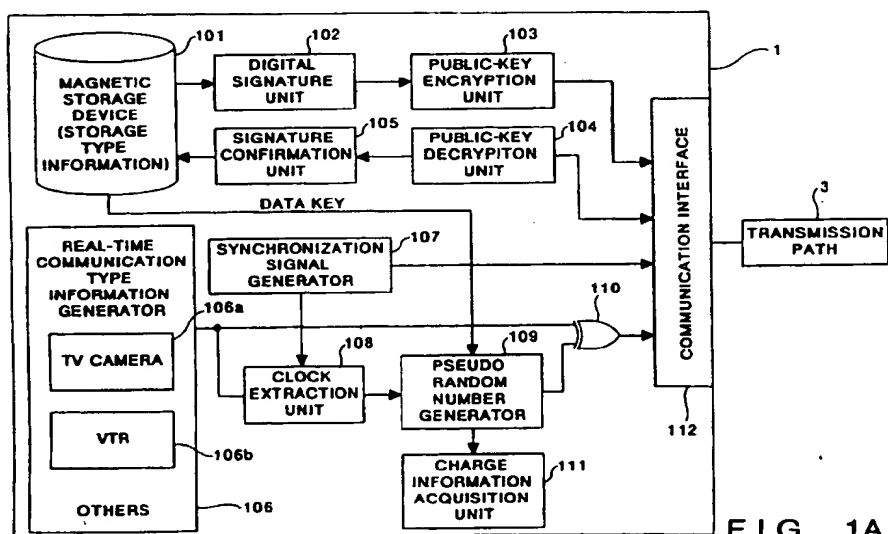 101
102
103
1
MAGNETIC
STORAGE
DEVICE
(STORAGE
TYPE
INFORMATION)
DIGITAL
SIGNATURE
UNIT
PUBLIC-KEY
ENCRYPTION
UNIT
105
104
SIGNATURE
CONFIRMATION
UNIT
PUBLIC-KEY
DECRYPITON
UNIT
COMMUNICATION INTERFACE
3
TRANSMISSION
PATH
DATA KEY
107
REAL-TIME
COMMUNICATION
TYPE
INFORMATION
GENERATOR
SYNCHRONIZATION
SIGNAL
GENERATOR
106a
TV CAMERA
108
CLOCK
EXTRACTION
UNIT
109
PSEUDO
RANDOM
NUMBER
GENERATOR
110
112
VTR
106b
OTHERS
106
CHARGE
INFORMATION
ACQUISITION
UNIT
111
FIG. 1A